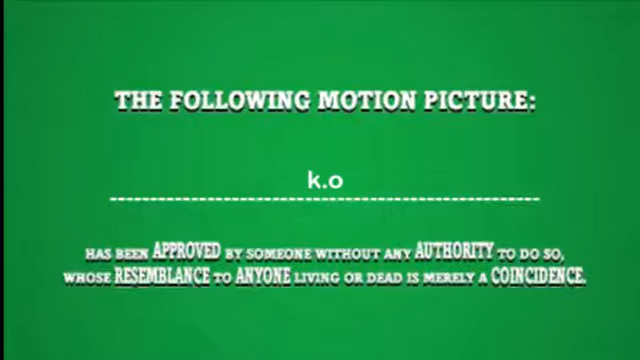 THE FOLLOWING MOTION PICTURE:
k.o
HAS BEEN APPROVED BY SOMEONE WITHOUT ANY AUTHORITY TO DO SO,
WHOSE RESEMBLANCE TO ANYONE LIVING OR DEAD IS MERELY A COINCIDENCE.